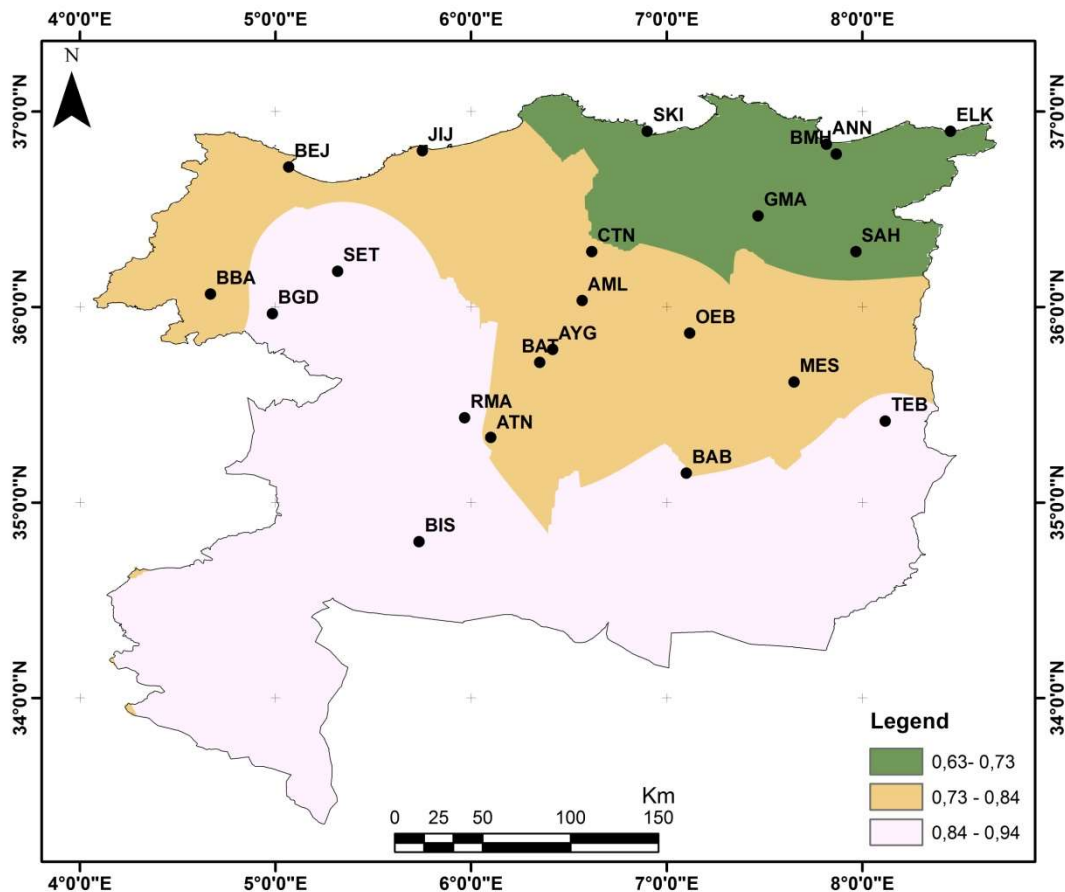 4°0'0"E 5°0'0"E 6°0'0"E 7°0'0"E 8°0'0"E
N
37°0'0"N 37°0'0"N
SKI
ELK
ANN
BMH
JIJ
BEJ
GMA
CTN
SAH
SET
BBA
AML
BGD
OEB
36°0'0"N 36°0'0"N
AYG
BAT
MES
RMA
TEB
ATN
BAB
35°0'0"N 35°0'0"N
BIS
34°0'0"N 34°0'0"N
Legend
0,63- 0,73
0,73 - 0,84
0,84 - 0,94
Km
0 25 50 100 150
4°0'0"E 5°0'0"E 6°0'0"E 7°0'0"E 8°0'0"E